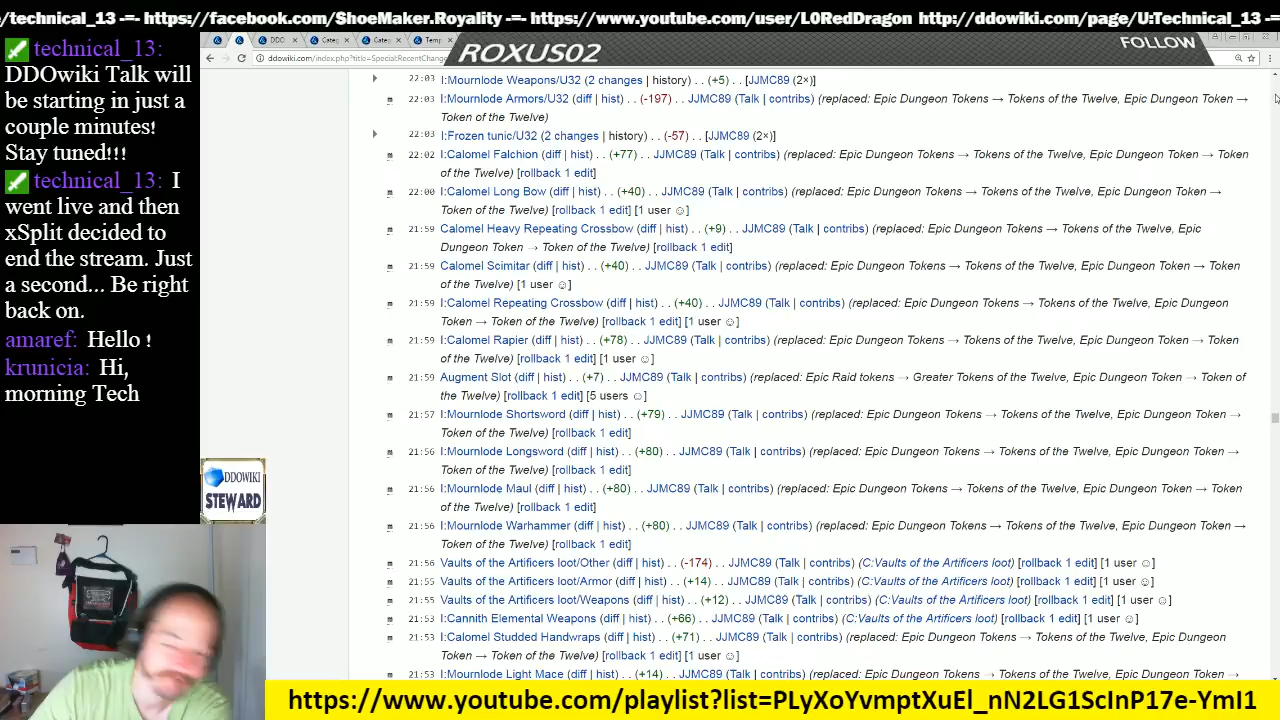 /technical_13 -=- https://facebook.com/ShoeMaker.Royality -=- https://www.youtube.com/user/L0RedDragon http://ddowiki.com/page/U:Technical_13 -=
technical_13:
DDOwiki Talk will
be starting in just a
couple minutes!
Stay tuned!!!
technical_13: I
went live and then
xSplit decided to
end the stream. Just
a second... Be right
back on.
amaref: Hello !
krunicia: Hi,
morning Tech
ROXUS02
FOLLOW
ddowiki.com/index.php?title=Special:RecentChange
22:03 I:Mournlode Weapons/U32 (2 changes | history) . . (+5) . . [JJMC89 (2×)]
m 22:03 I:Mournlode Armors/U32 (diff | hist) . . (-197) . . JJMC89 (Talk | contribs) (replaced: Epic Dungeon Tokens → Tokens of the Twelve, Epic Dungeon Token →
Token of the Twelve)
22:03 I:Frozen tunic/U32 (2 changes | history) . . (-57) . . [JJMC89 (2×)]
m 22:02 I:Calomel Falchion (diff | hist) . . (+77) . . JJMC89 (Talk | contribs) (replaced: Epic Dungeon Tokens → Tokens of the Twelve, Epic Dungeon Token → Token of the Twelve) [rollback 1 edit]
m 22:00 I:Calomel Long Bow (diff | hist) . . (+40) . . JJMC89 (Talk | contribs) (replaced: Epic Dungeon Tokens → Tokens of the Twelve, Epic Dungeon Token →
Token of the Twelve) [rollback 1 edit] [1 user ☺]
m 21:59 Calomel Heavy Repeating Crossbow (diff | hist) . . (+9) . . JJMC89 (Talk | contribs) (replaced: Epic Dungeon Tokens → Tokens of the Twelve, Epic
Dungeon Token → Token of the Twelve) [rollback 1 edit]
m 21:59 Calomel Scimitar (diff | hist) . . (+40) . . JJMC89 (Talk | contribs) (replaced: Epic Dungeon Tokens → Tokens of the Twelve, Epic Dungeon Token → Token
of the Twelve) [1 user ☺]
m 21:59 I:Calomel Repeating Crossbow (diff | hist) . . (+40) . . JJMC89 (Talk | contribs) (replaced: Epic Dungeon Tokens → Tokens of the Twelve, Epic Dungeon
Token → Token of the Twelve) [rollback 1 edit] [1 user ☺]
m 21:59 I:Calomel Rapier (diff | hist) . . (+78) . . JJMC89 (Talk | contribs) (replaced: Epic Dungeon Tokens → Tokens of the Twelve, Epic Dungeon Token → Token
of the Twelve) [rollback 1 edit] [1 user ☺]
m 21:59 Augment Slot (diff | hist) . . (+7) . . JJMC89 (Talk | contribs) (replaced: Epic Raid tokens → Greater Tokens of the Twelve, Epic Dungeon Token → Token of
the Twelve) [rollback 1 edit] [5 users ☺]
m 21:57 I:Mournlode Shortsword (diff | hist) . . (+79) . . JJMC89 (Talk | contribs) (replaced: Epic Dungeon Tokens → Tokens of the Twelve, Epic Dungeon Token →
Token of the Twelve) [rollback 1 edit]
m 21:56 I:Mournlode Longsword (diff | hist) . . (+80) . . JJMC89 (Talk | contribs) (replaced: Epic Dungeon Tokens → Tokens of the Twelve, Epic Dungeon Token →
Token of the Twelve) [rollback 1 edit]
m 21:56 I:Mournlode Maul (diff | hist) . . (+80) . . JJMC89 (Talk | contribs) (replaced: Epic Dungeon Tokens → Tokens of the Twelve, Epic Dungeon Token → Token
of the Twelve) [rollback 1 edit]
m 21:56 I:Mournlode Warhammer (diff | hist) . . (+80) . . JJMC89 (Talk | contribs) (replaced: Epic Dungeon Tokens → Tokens of the Twelve, Epic Dungeon Token →
Token of the Twelve) [rollback 1 edit]
m 21:56 Vaults of the Artificers loot/Other (diff | hist) . . (-174) . . JJMC89 (Talk | contribs) (C:Vaults of the Artificers loot) [rollback 1 edit] [1 user ☺]
m 21:55 Vaults of the Artificers loot/Armor (diff | hist) . . (+14) . . JJMC89 (Talk | contribs) (C:Vaults of the Artificers loot) [rollback 1 edit] [1 user ☺]
m 21:55 Vaults of the Artificers loot/Weapons (diff | hist) . . (+12) . . JJMC89 (Talk | contribs) (C:Vaults of the Artificers loot) [rollback 1 edit] [1 user ☺]
m 21:53 I:Cannith Elemental Weapons (diff | hist) . . (+66) . . JJMC89 (Talk | contribs) (C:Vaults of the Artificers loot) [rollback 1 edit] [1 user ☺]
m 21:53 I:Calomel Studded Handwraps (diff | hist) . . (+71) . . JJMC89 (Talk | contribs) (replaced: Epic Dungeon Tokens → Tokens of the Twelve, Epic Dungeon
Token → Token of the Twelve) [rollback 1 edit] [1 user ☺]
m 21:53 I:Mournlode Light Mace (diff | hist) . . (+14) . . JJMC89 (Talk | contribs) (replaced: Epic Dungeon Tokens → Tokens of the Twelve, Epic Dungeon Token →
DDOWIKI
STEWARD
https://www.youtube.com/playlist?list=PLyXoYvmptXuEl_nN2LG1ScInP17e-YmI1